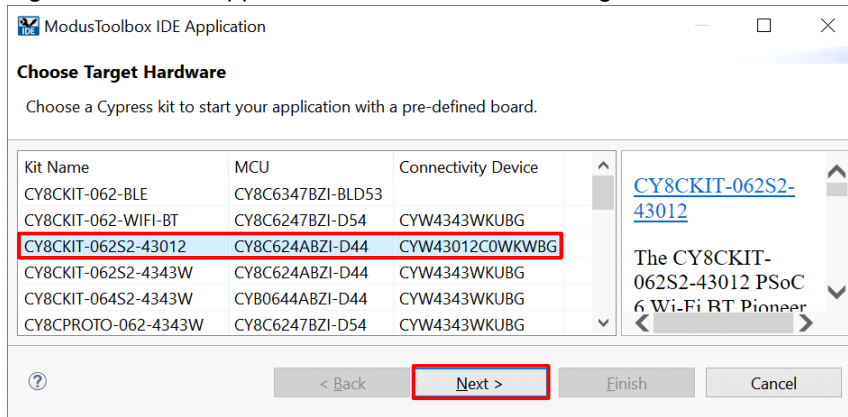 IDE ModusToolbox IDE Application
Choose Target Hardware
Choose a Cypress kit to start your application with a pre-defined board.
Kit Name MCU Connectivity Device
CY8CKIT-062-BLE CY8C6347BZI-BLD53
CY8CKIT-062-WIFI-BT CY8C6247BZI-D54 CYW4343WKUBG
CY8CKIT-062S2-43012 CY8C624ABZI-D44 CYW43012C0WKWBG
CY8CKIT-062S2-4343W CY8C624ABZI-D44 CYW4343WKUBG
CY8CKIT-064S2-4343W CYB0644ABZI-D44 CYW4343WKUBG
CY8CPROTO-062-4343W CY8C6247BZI-D54 CYW4343WKUBG
CY8CKIT-062S2-
43012
The CY8CKIT-
062S2-43012 PSoC
6 Wi-Fi BT Pioneer
? < Back Next > Finish Cancel